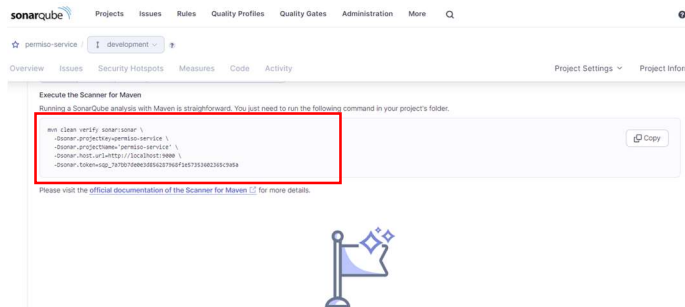 sonarqube Projects Issues Rules Quality Profiles Quality Gates Administration More
permiso-service / development
Overview Issues Security Hotspots Measures Code Activity Project Settings Project Infor
Execute the Scanner for Maven
Running a SonarQube analysis with Maven is straighforward. You just need to run the following command in your project's folder.
mvn clean verify sonar:sonar \
-Dsonar.projectKey=permiso-service \
-Dsonar.projectName='permiso-service' \
-Dsonar.host.url=http://localhost:9000 \
Copy
Please visit the official documentation of the Scanner for Maven for more details.